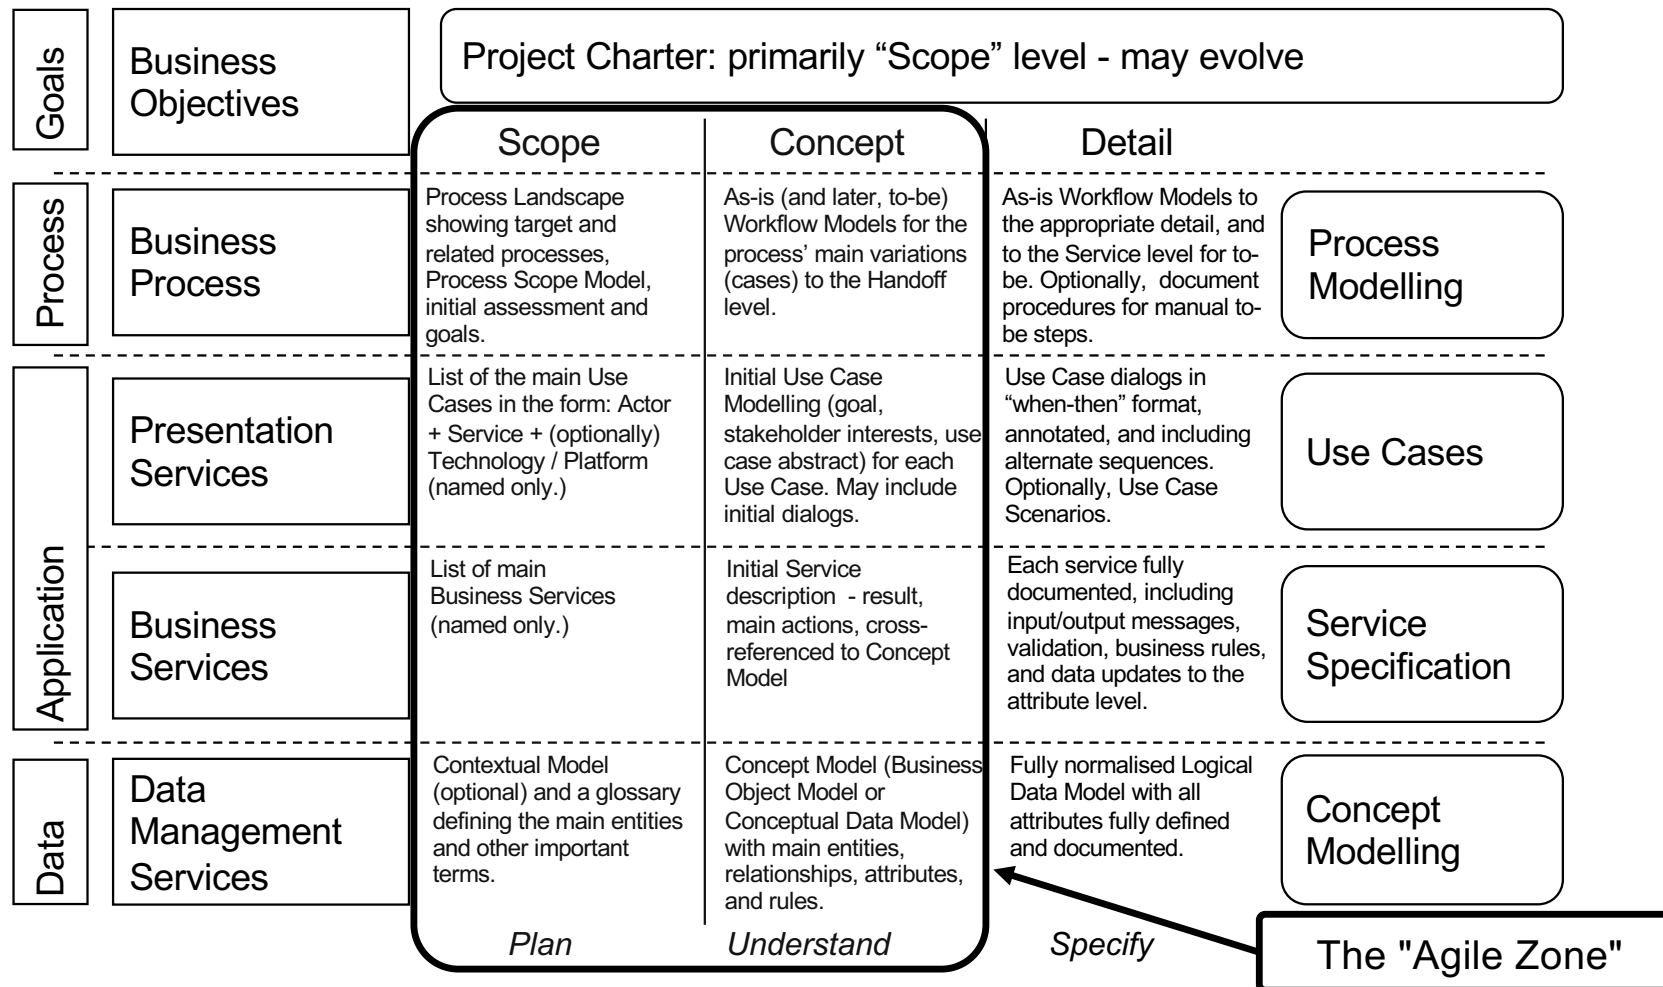 Goals
Business
Objectives
Project Charter: primarily “Scope” level - may evolve
Scope
Concept
Detail
Process
Business
Process
Process Landscape
showing target and
related processes,
Process Scope Model,
initial assessment and
goals.
As-is (and later, to-be)
Workflow Models for the
process’ main variations
(cases) to the Handoff
level.
As-is Workflow Models to
the appropriate detail, and
to the Service level for to-
be. Optionally, document
procedures for manual to-
be steps.
Process
Modelling
Application
Presentation
Services
List of the main Use
Cases in the form: Actor
+ Service + (optionally)
Technology / Platform
(named only.)
Initial Use Case
Modelling (goal,
stakeholder interests, use
case abstract) for each
Use Case. May include
initial dialogs.
Use Case dialogs in
“when-then” format,
annotated, and including
alternate sequences.
Optionally, Use Case
Scenarios.
Use Cases
Business
Services
List of main
Business Services
(named only.)
Initial Service
description - result,
main actions, cross-
referenced to Concept
Model
Each service fully
documented, including
input/output messages,
validation, business rules,
and data updates to the
attribute level.
Service
Specification
Data
Data
Management
Services
Contextual Model
(optional) and a glossary
defining the main entities
and other important
terms.
Concept Model (Business
Object Model or
Conceptual Data Model)
with main entities,
relationships, attributes,
and rules.
Fully normalised Logical
Data Model with all
attributes fully defined
and documented.
Concept
Modelling
Plan
Understand
Specify
The "Agile Zone"